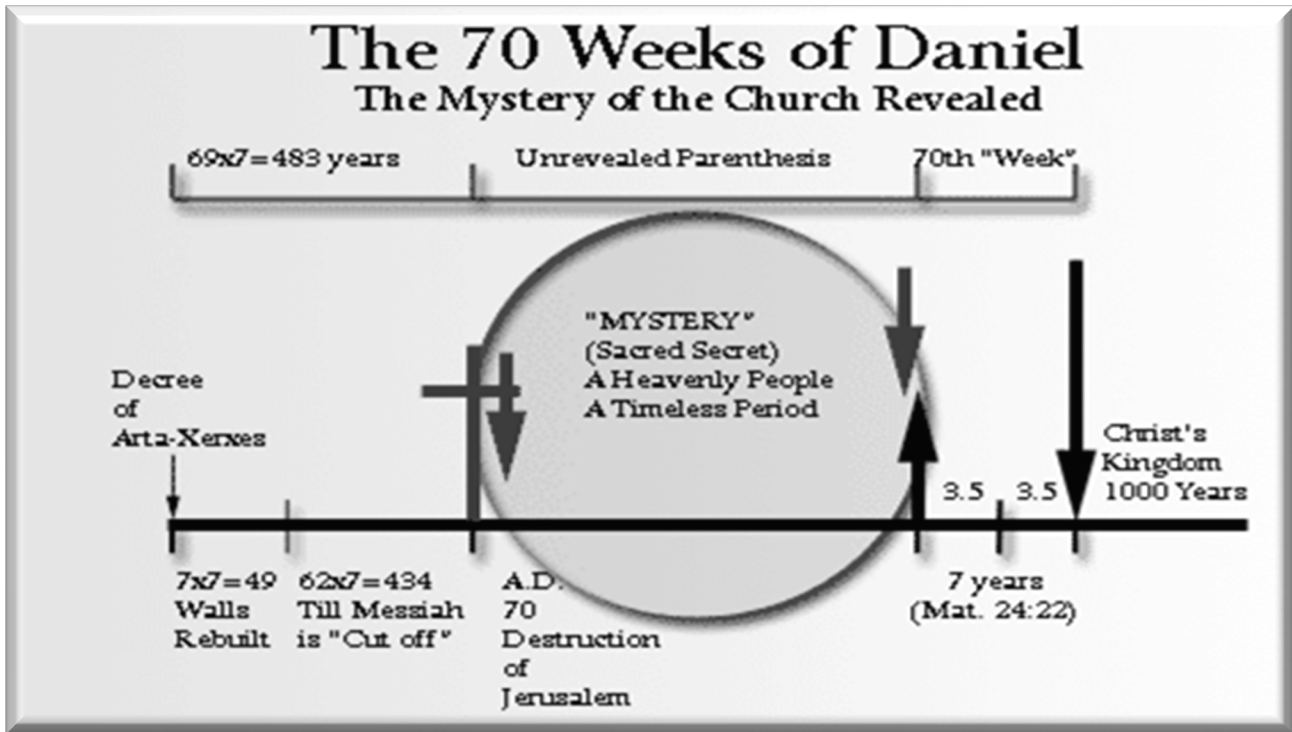 The 70 Weeks of Daniel
The Mystery of the Church Revealed
69x7=483 years
Unrevealed Parenthesis
70th "Week"
"MYSTERY"
(Sacred Secret)
A Heavenly People
A Timeless Period
Decree
of
Arta-Xerxes
Christ's
Kingdom
1000 Years
3.5
3.5
7x7=49
Walls
Rebuilt
62x7=434
Till Messiah
is "Cut off"
A.D.
70
Destruction
of
Jerusalem
7 years
(Mat. 24:22)